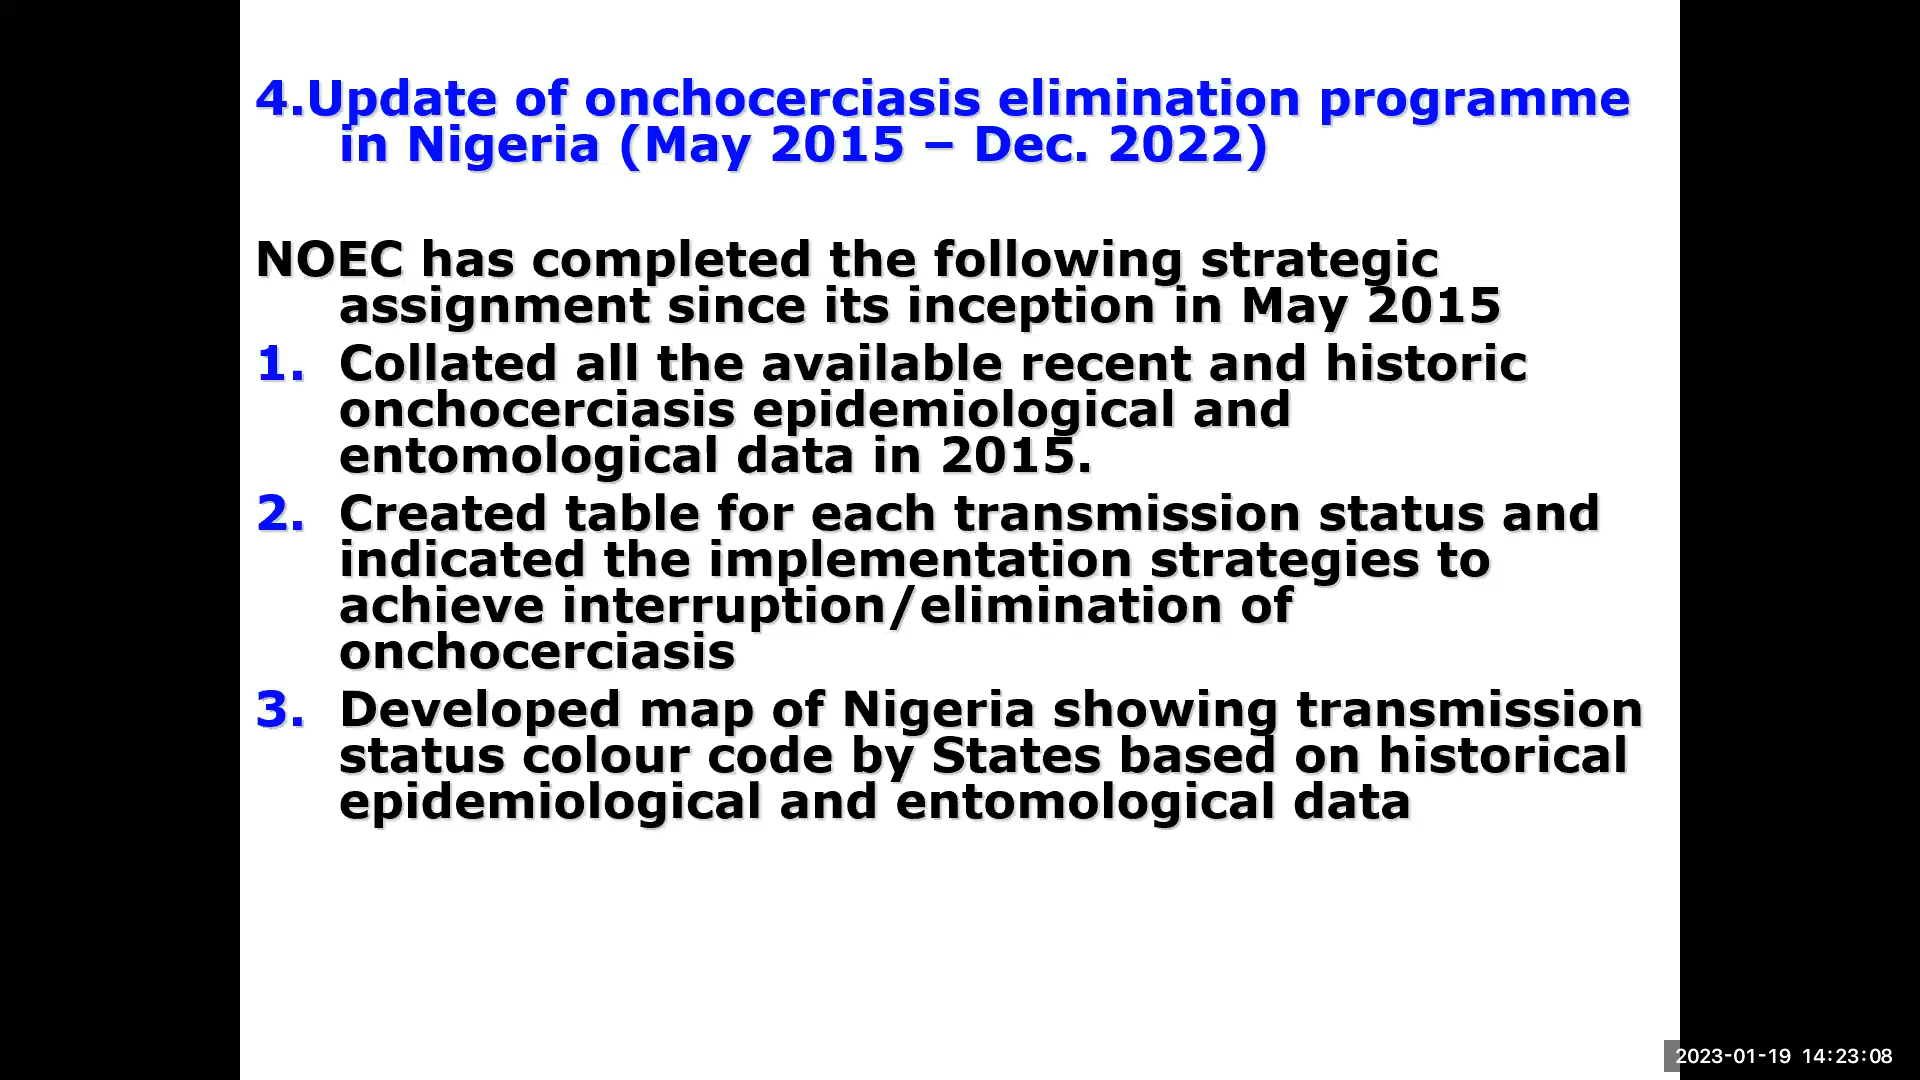 4.Update of onchocerciasis elimination programme
in Nigeria (May 2015 – Dec. 2022)
NOEC has completed the following strategic
assignment since its inception in May 2015
1. Collated all the available recent and historic
onchocerciasis epidemiological and
entomological data in 2015.
2. Created table for each transmission status and
indicated the implementation strategies to
achieve interruption/elimination of
onchocerciasis
3. Developed map of Nigeria showing transmission
status colour code by States based on historical
epidemiological and entomological data
2023-01-19 14:23:08